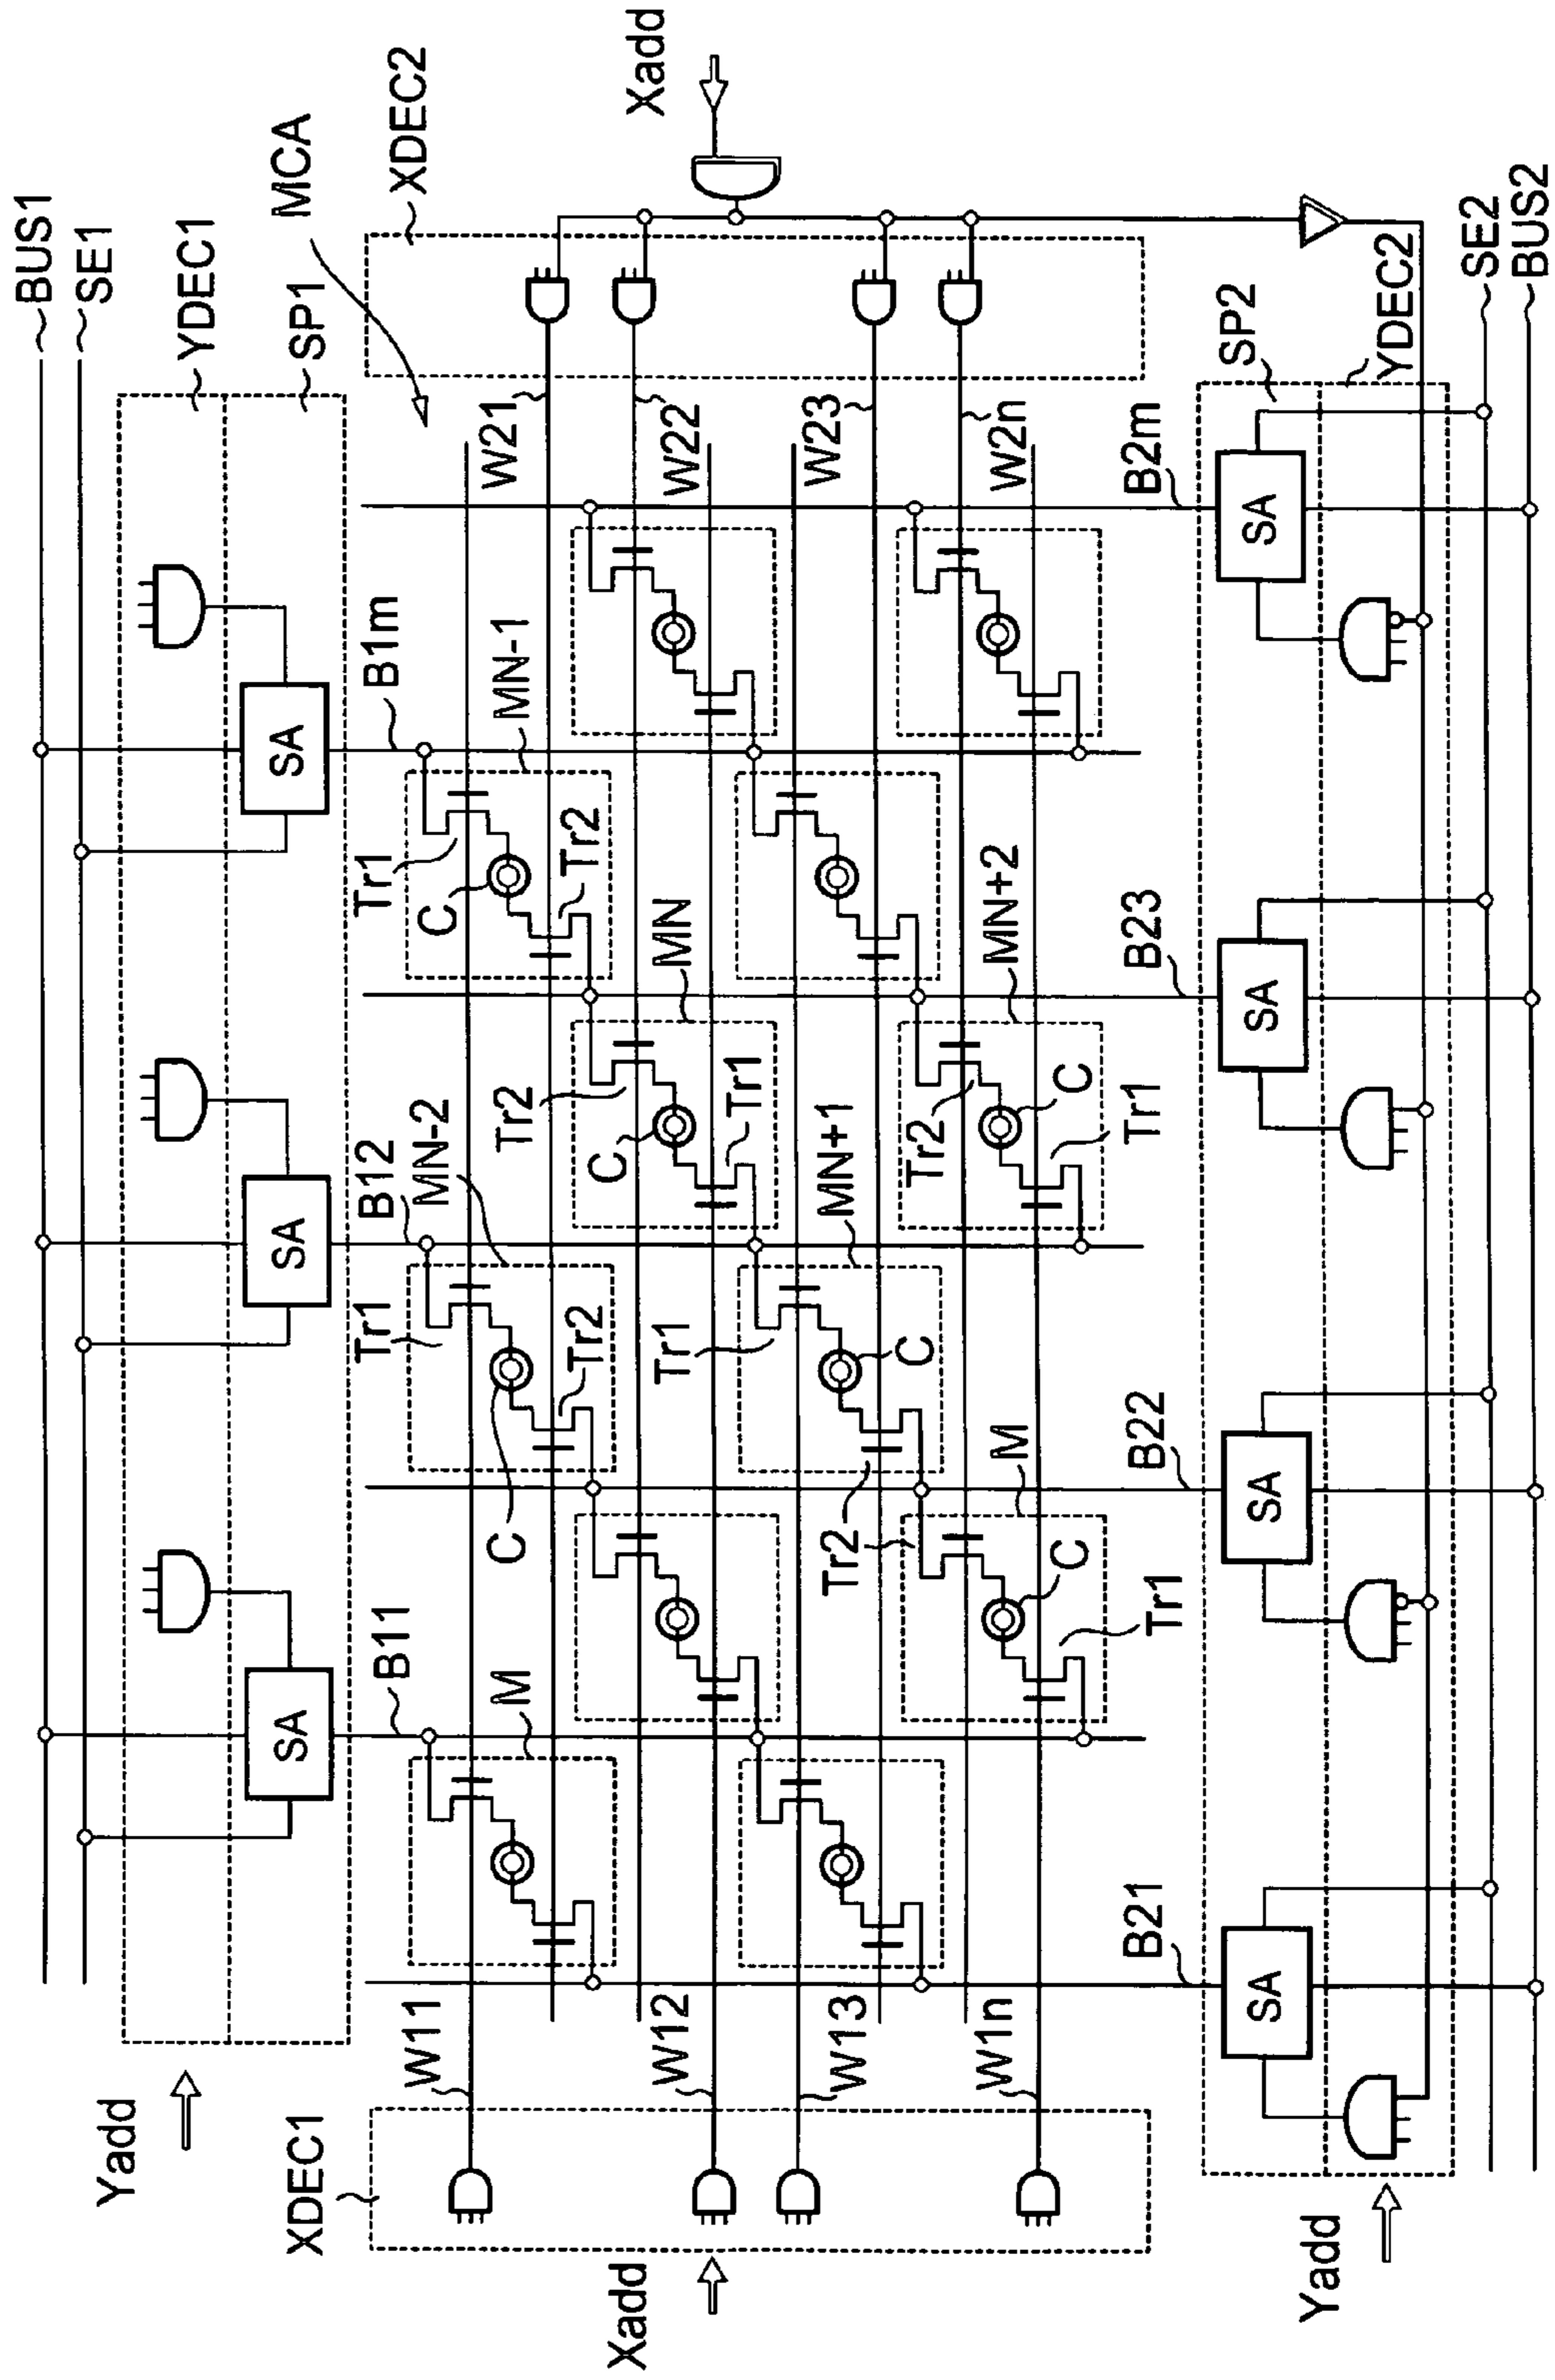 BUS1
SE1
YDEC1
SP1
MCA
XDEC2
Xadd
W21
W22
W23
W2n
B1m
MN-1
SA
Tr1
C
Tr2
B2m
SP2
SA
YDEC2
SE2
BUS2
MN
MN+2
B23
SA
B12
MN-2
SA
Tr2
C
Tr1
MN+1
Tr2
C
Tr1
Tr1
Tr2
C
Tr1
C
Tr2
M
C
Tr1
B22
SA
B11
SA
M
B21
SA
W11
W12
W13
W1n
Yadd
XDEC1
Xadd
Yadd